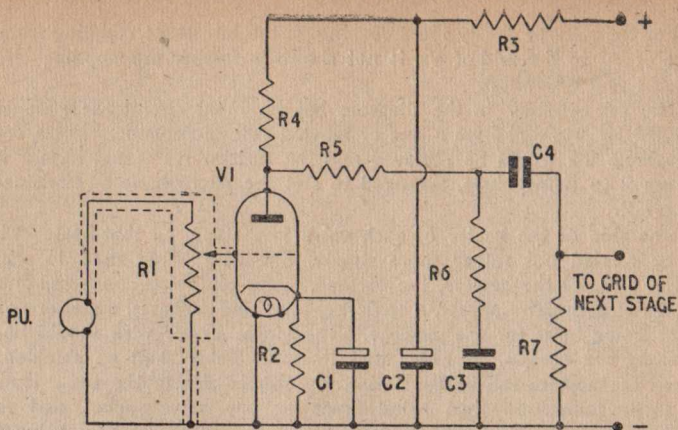 +
R3
R4
R5
C4
V1
R1
R6
TO GRID OF
NEXT STAGE
P.U.
R2
C1
C2
C3
R7
−